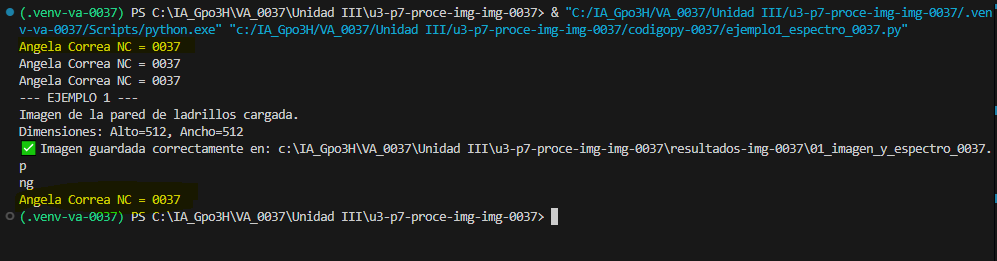 (.venv-va-0037) PS C:\IA_Gpo3H\VA_0037\Unidad III\u3-p7-proce-img-img-0037> & "C:/IA_Gpo3H/VA_0037/Unidad III/u3-p7-proce-img-img-0037/.ven
v-va-0037/Scripts/python.exe" "c:/IA_Gpo3H/VA_0037/Unidad III/u3-p7-proce-img-img-0037/codigopy-0037/ejemplo1_espectro_0037.py"
Angela Correa NC = 0037
Angela Correa NC = 0037
Angela Correa NC = 0037
--- EJEMPLO 1 ---
Imagen de la pared de ladrillos cargada.
Dimensiones: Alto=512, Ancho=512
✅ Imagen guardada correctamente en: c:\IA_Gpo3H\VA_0037\Unidad III\u3-p7-proce-img-img-0037\resultados-img-0037\01_imagen_y_espectro_0037.
p
ng
Angela Correa NC = 0037
(.venv-va-0037) PS C:\IA_Gpo3H\VA_0037\Unidad III\u3-p7-proce-img-img-0037>